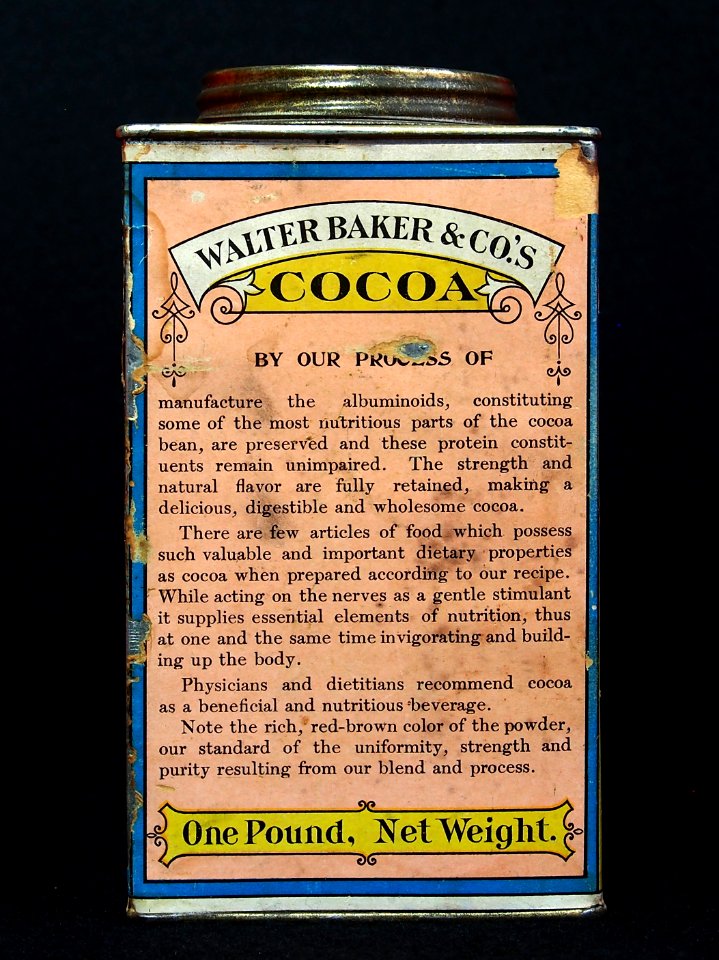 WALTER BAKER & CO.'S
COCOA
BY OUR PROCESS OF
manufacture the albuminoids, constituting
some of the most nutritious parts of the cocoa
bean, are preserved and these protein constit-
uents remain unimpaired. The strength and
natural flavor are fully retained, making a
delicious, digestible and wholesome cocoa.
There are few articles of food which possess
such valuable and important dietary properties
as cocoa when prepared according to our recipe.
While acting on the nerves as a gentle stimulant
it supplies essential elements of nutrition, thus
at one and the same time invigorating and build-
ing up the body.
Physicians and dietitians recommend cocoa
as a beneficial and nutritious beverage.
Note the rich, red-brown color of the powder,
our standard of the uniformity, strength and
purity resulting from our blend and process.
One Pound, Net Weight.